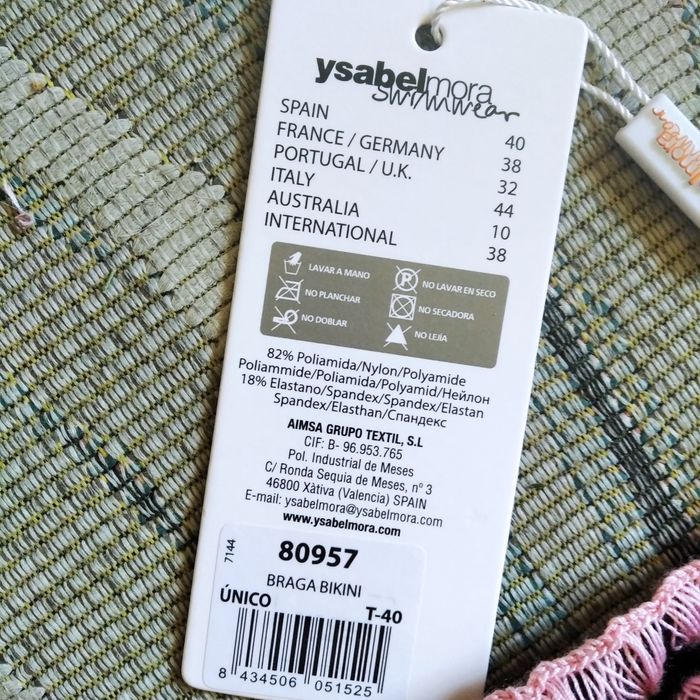 ysabelmora
swimwear
SPAIN 40
FRANCE / GERMANY 38
PORTUGAL / U.K. 32
ITALY 44
AUSTRALIA 10
INTERNATIONAL 38
LAVAR A MANO
NO LAVAR EN SECO
NO PLANCHAR
NO SECADORA
NO DOBLAR
NO LEJÍA
P
82% Poliamida/Nylon/Polyamide
Poliammide/Poliamida/Polyamid/Нейлон
18% Elastano/Spandex/Spandex/Elastan
Spandex/Elasthan/Спандекс
AIMSA GRUPO TEXTIL, S.L
CIF: B- 96.953.765
Pol. Industrial de Meses
C/ Ronda Sequia de Meses, nº 3
46800 Xàtiva (Valencia) SPAIN
E-mail: ysabelmora@ysabelmora.com
www.ysabelmora.com
7144
80957
BRAGA BIKINI
ÚNICO T-40
8 434506 051525